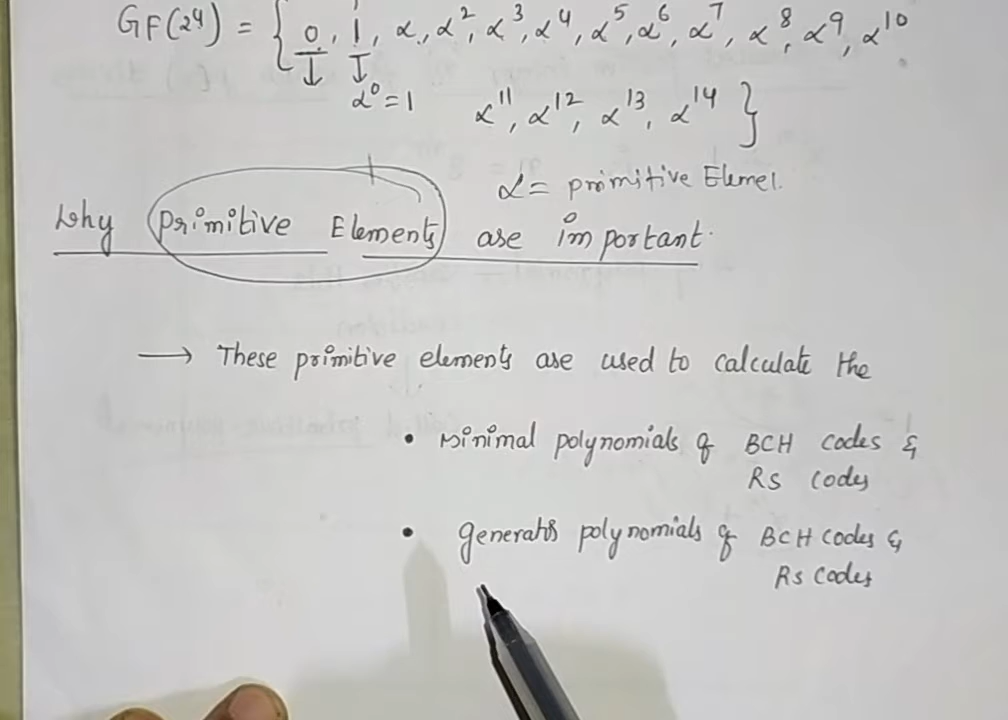 GF(2⁴) = { 0, 1, α, α², α³, α⁴, α⁵, α⁶, α⁷, α⁸, α⁹, α¹⁰
α⁰ = 1 α¹¹, α¹², α¹³, α¹⁴ }
α = primitive Elemel.
Why Primitive Elements are important.
→ These primitive elements are used to calculate the
• Minimal polynomials of BCH codes &
RS codes
• generators polynomials of BCH codes &
RS codes